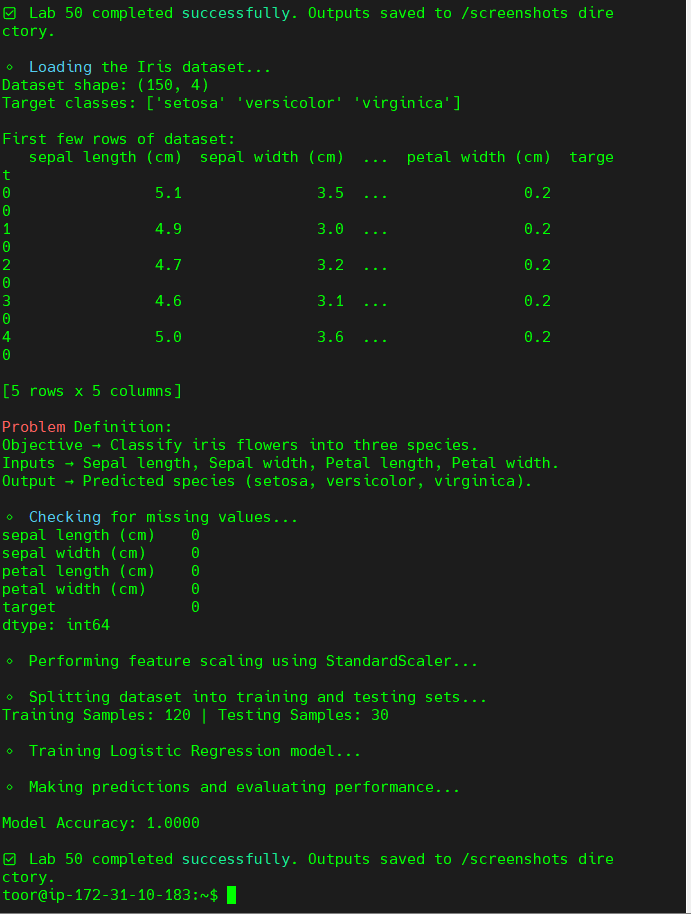 ☑ Lab 50 completed successfully. Outputs saved to /screenshots dire
ctory.
⋄ Loading the Iris dataset...
Dataset shape: (150, 4)
Target classes: ['setosa' 'versicolor' 'virginica']
First few rows of dataset:
   sepal length (cm)  sepal width (cm)  ...  petal width (cm)  targe
t
0                5.1               3.5  ...               0.2
0
1                4.9               3.0  ...               0.2
0
2                4.7               3.2  ...               0.2
0
3                4.6               3.1  ...               0.2
0
4                5.0               3.6  ...               0.2
0
[5 rows x 5 columns]
Problem Definition:
Objective → Classify iris flowers into three species.
Inputs → Sepal length, Sepal width, Petal length, Petal width.
Output → Predicted species (setosa, versicolor, virginica).
⋄ Checking for missing values...
sepal length (cm)    0
sepal width (cm)     0
petal length (cm)    0
petal width (cm)     0
target               0
dtype: int64
⋄ Performing feature scaling using StandardScaler...
⋄ Splitting dataset into training and testing sets...
Training Samples: 120 | Testing Samples: 30
⋄ Training Logistic Regression model...
⋄ Making predictions and evaluating performance...
Model Accuracy: 1.0000
☑ Lab 50 completed successfully. Outputs saved to /screenshots dire
ctory.
toor@ip-172-31-10-183:~$